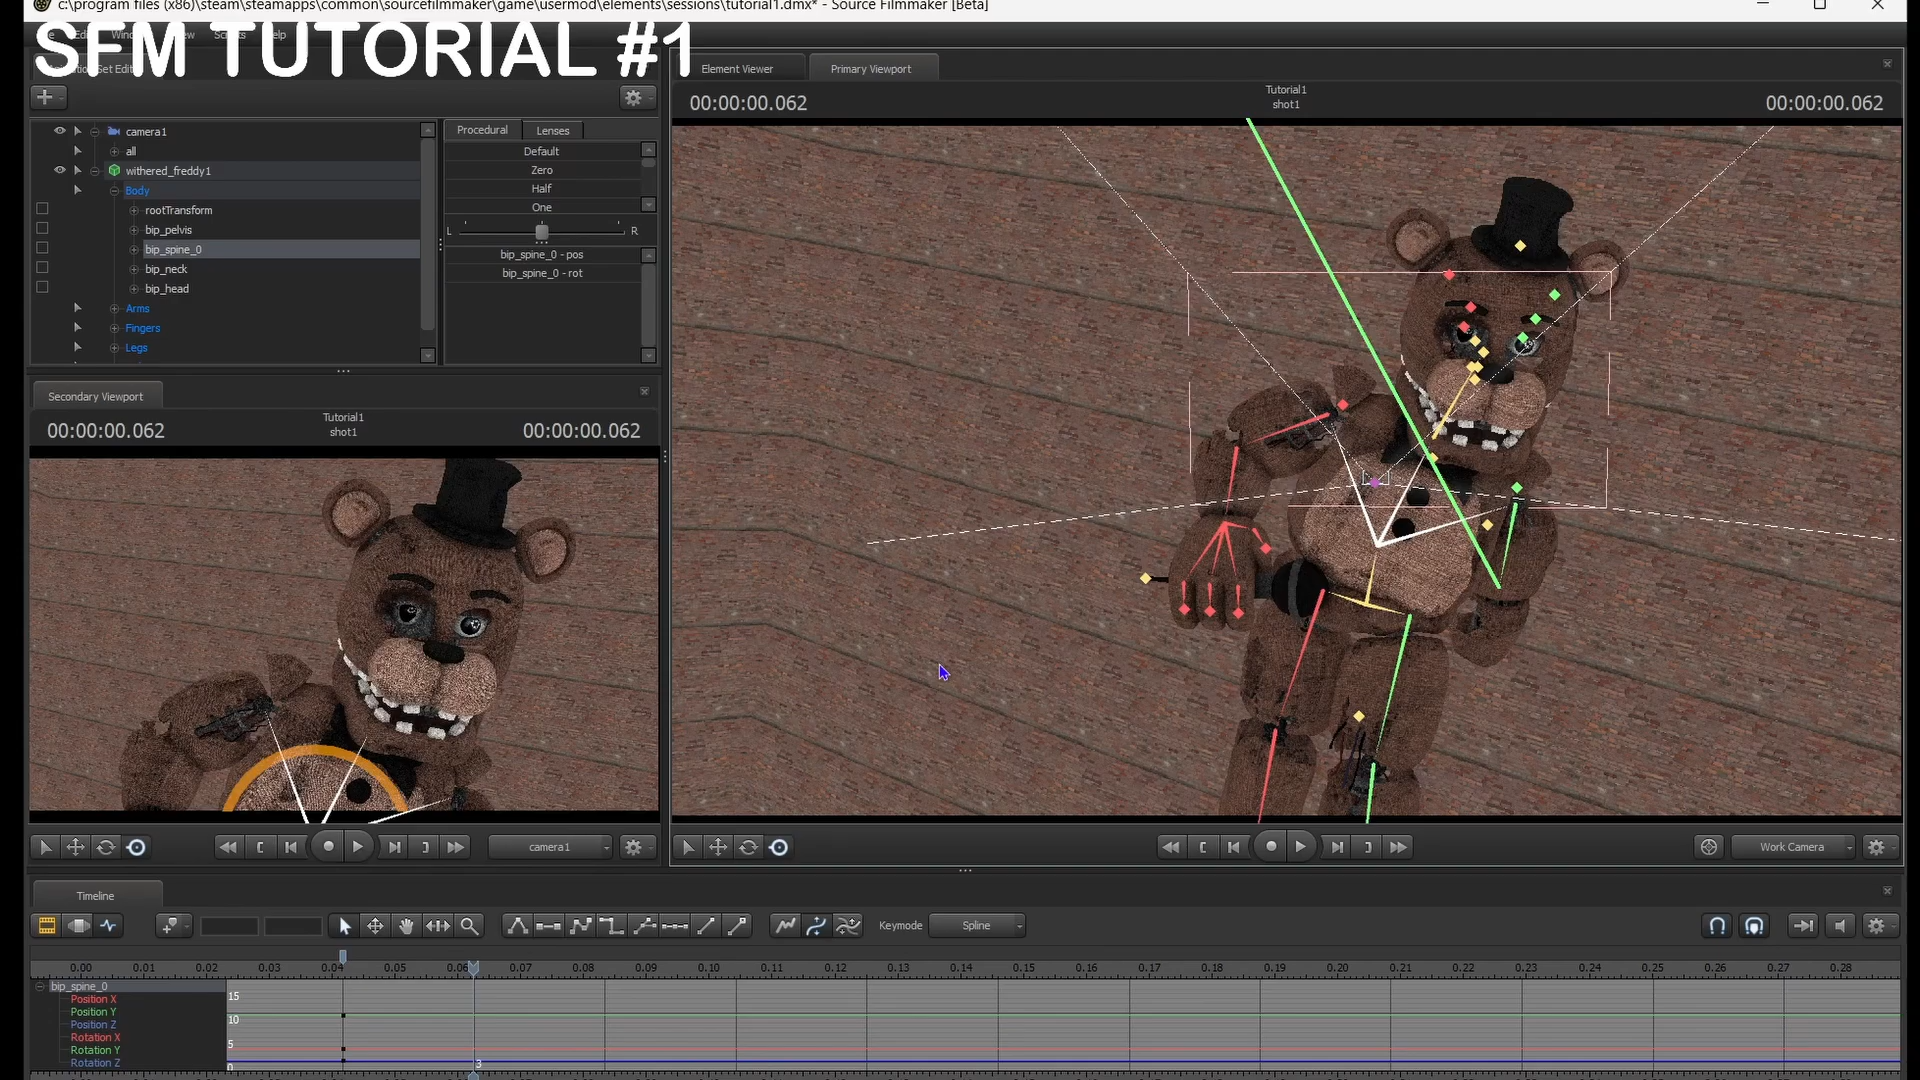 c:\program files (x86)\steam\steamapps\common\sourcefilmmaker\game\usermod\elements\sessions\tutorial1.dmx* - Source Filmmaker [Beta]
SFM TUTORIAL #1
Element Viewer
Primary Viewport
00:00:00.062
Tutorial1
shot1
00:00:00.062
camera1
all
withered_freddy1
Body
rootTransform
bip_pelvis
bip_spine_0
bip_neck
bip_head
Arms
Fingers
Legs
Procedural
Lenses
Default
Zero
Half
One
L
R
bip_spine_0 - pos
bip_spine_0 - rot
Secondary Viewport
00:00:00.062
Tutorial1
shot1
00:00:00.062
camera1
Work Camera
Timeline
Keymode
Spline
0.00 0.01 0.02 0.03 0.04 0.05 0.06 0.07 0.08 0.09 0.10 0.11 0.12 0.13 0.14 0.15 0.16 0.17 0.18 0.19 0.20 0.21 0.22 0.23 0.24 0.25 0.26 0.27 0.28
bip_spine_0
Position X
Position Y
Position Z
Rotation X
Rotation Y
Rotation Z
15
10
5
0
3